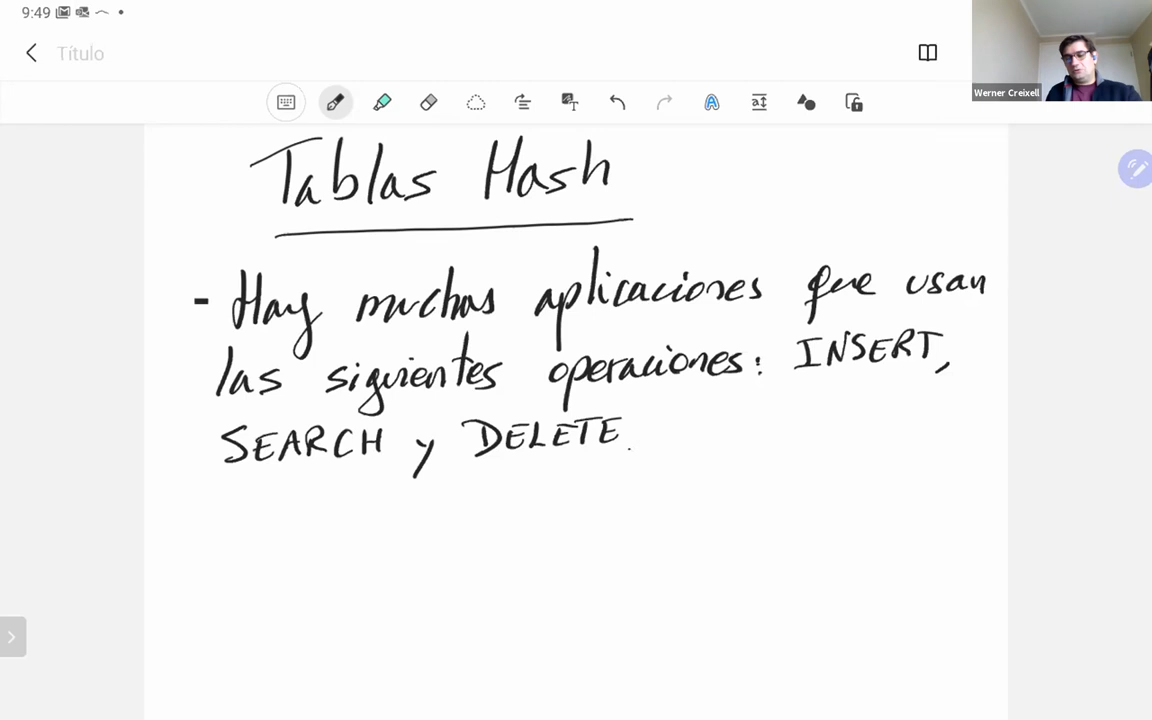 9:49
Título
Werner Creixell
Tablas Hash
- Hay muchas aplicaciones que usan
las siguientes operaciones: INSERT,
SEARCH y DELETE.